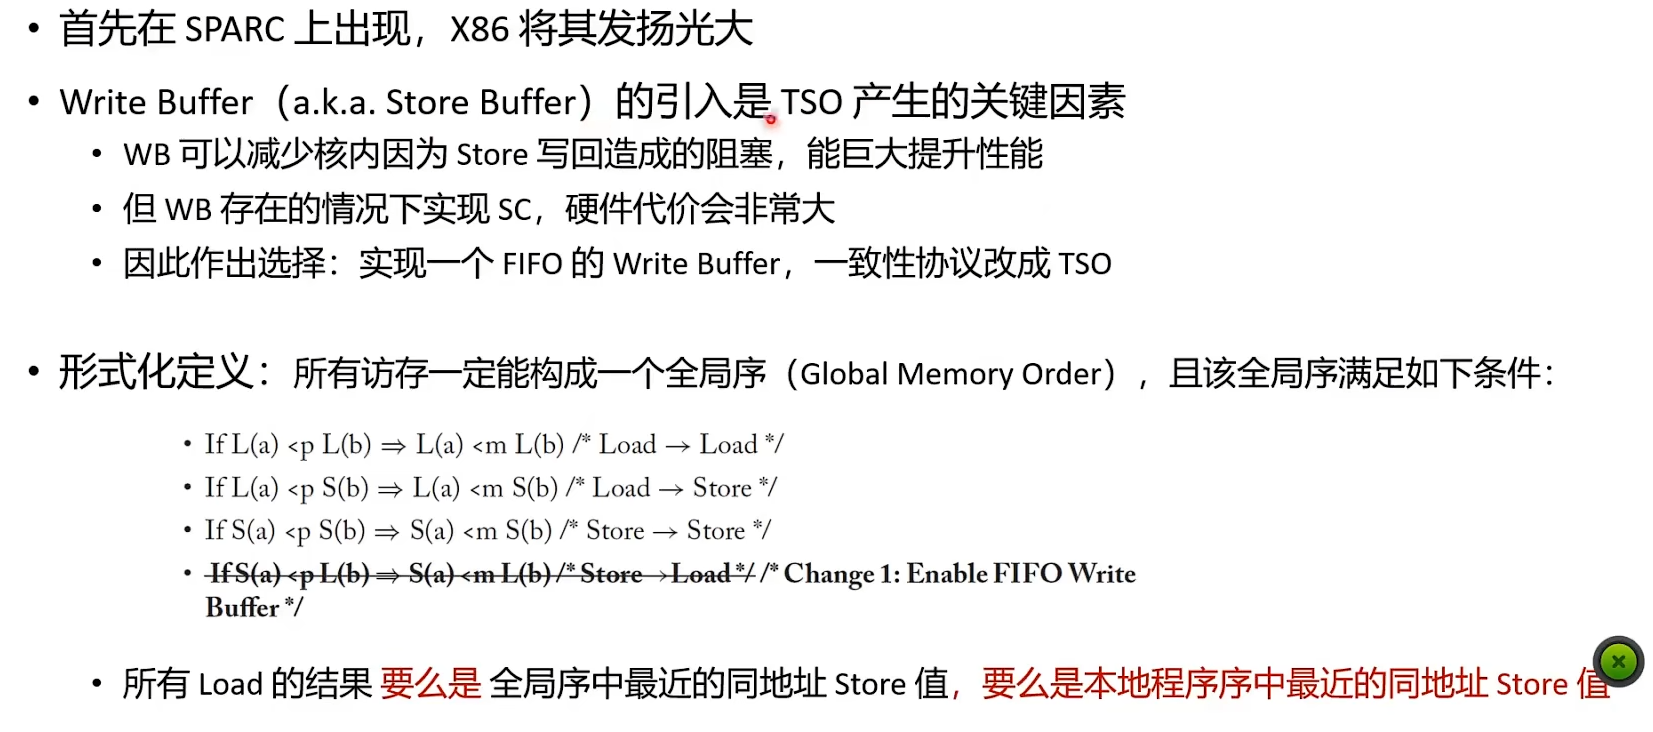 • 首先在 SPARC 上出现，X86 将其发扬光大
• Write Buffer（a.k.a. Store Buffer）的引入是 TSO 产生的关键因素
• WB 可以减少核内因为 Store 写回造成的阻塞，能巨大提升性能
• 但 WB 存在的情况下实现 SC，硬件代价会非常大
• 因此作出选择：实现一个 FIFO 的 Write Buffer，一致性协议改成 TSO
• 形式化定义：所有访存一定能构成一个全局序（Global Memory Order），且该全局序满足如下条件：
• If L(a) <p L(b) ⇒ L(a) <m L(b) /* Load → Load */
• If L(a) <p S(b) ⇒ L(a) <m S(b) /* Load → Store */
• If S(a) <p S(b) ⇒ S(a) <m S(b) /* Store → Store */
• If S(a) <p L(b) ⇒ S(a) <m L(b) /* Store → Load */ /* Change 1: Enable FIFO Write
Buffer */
• 所有 Load 的结果 要么是 全局序中最近的同地址 Store 值，要么是本地程序序中最近的同地址 Store 值